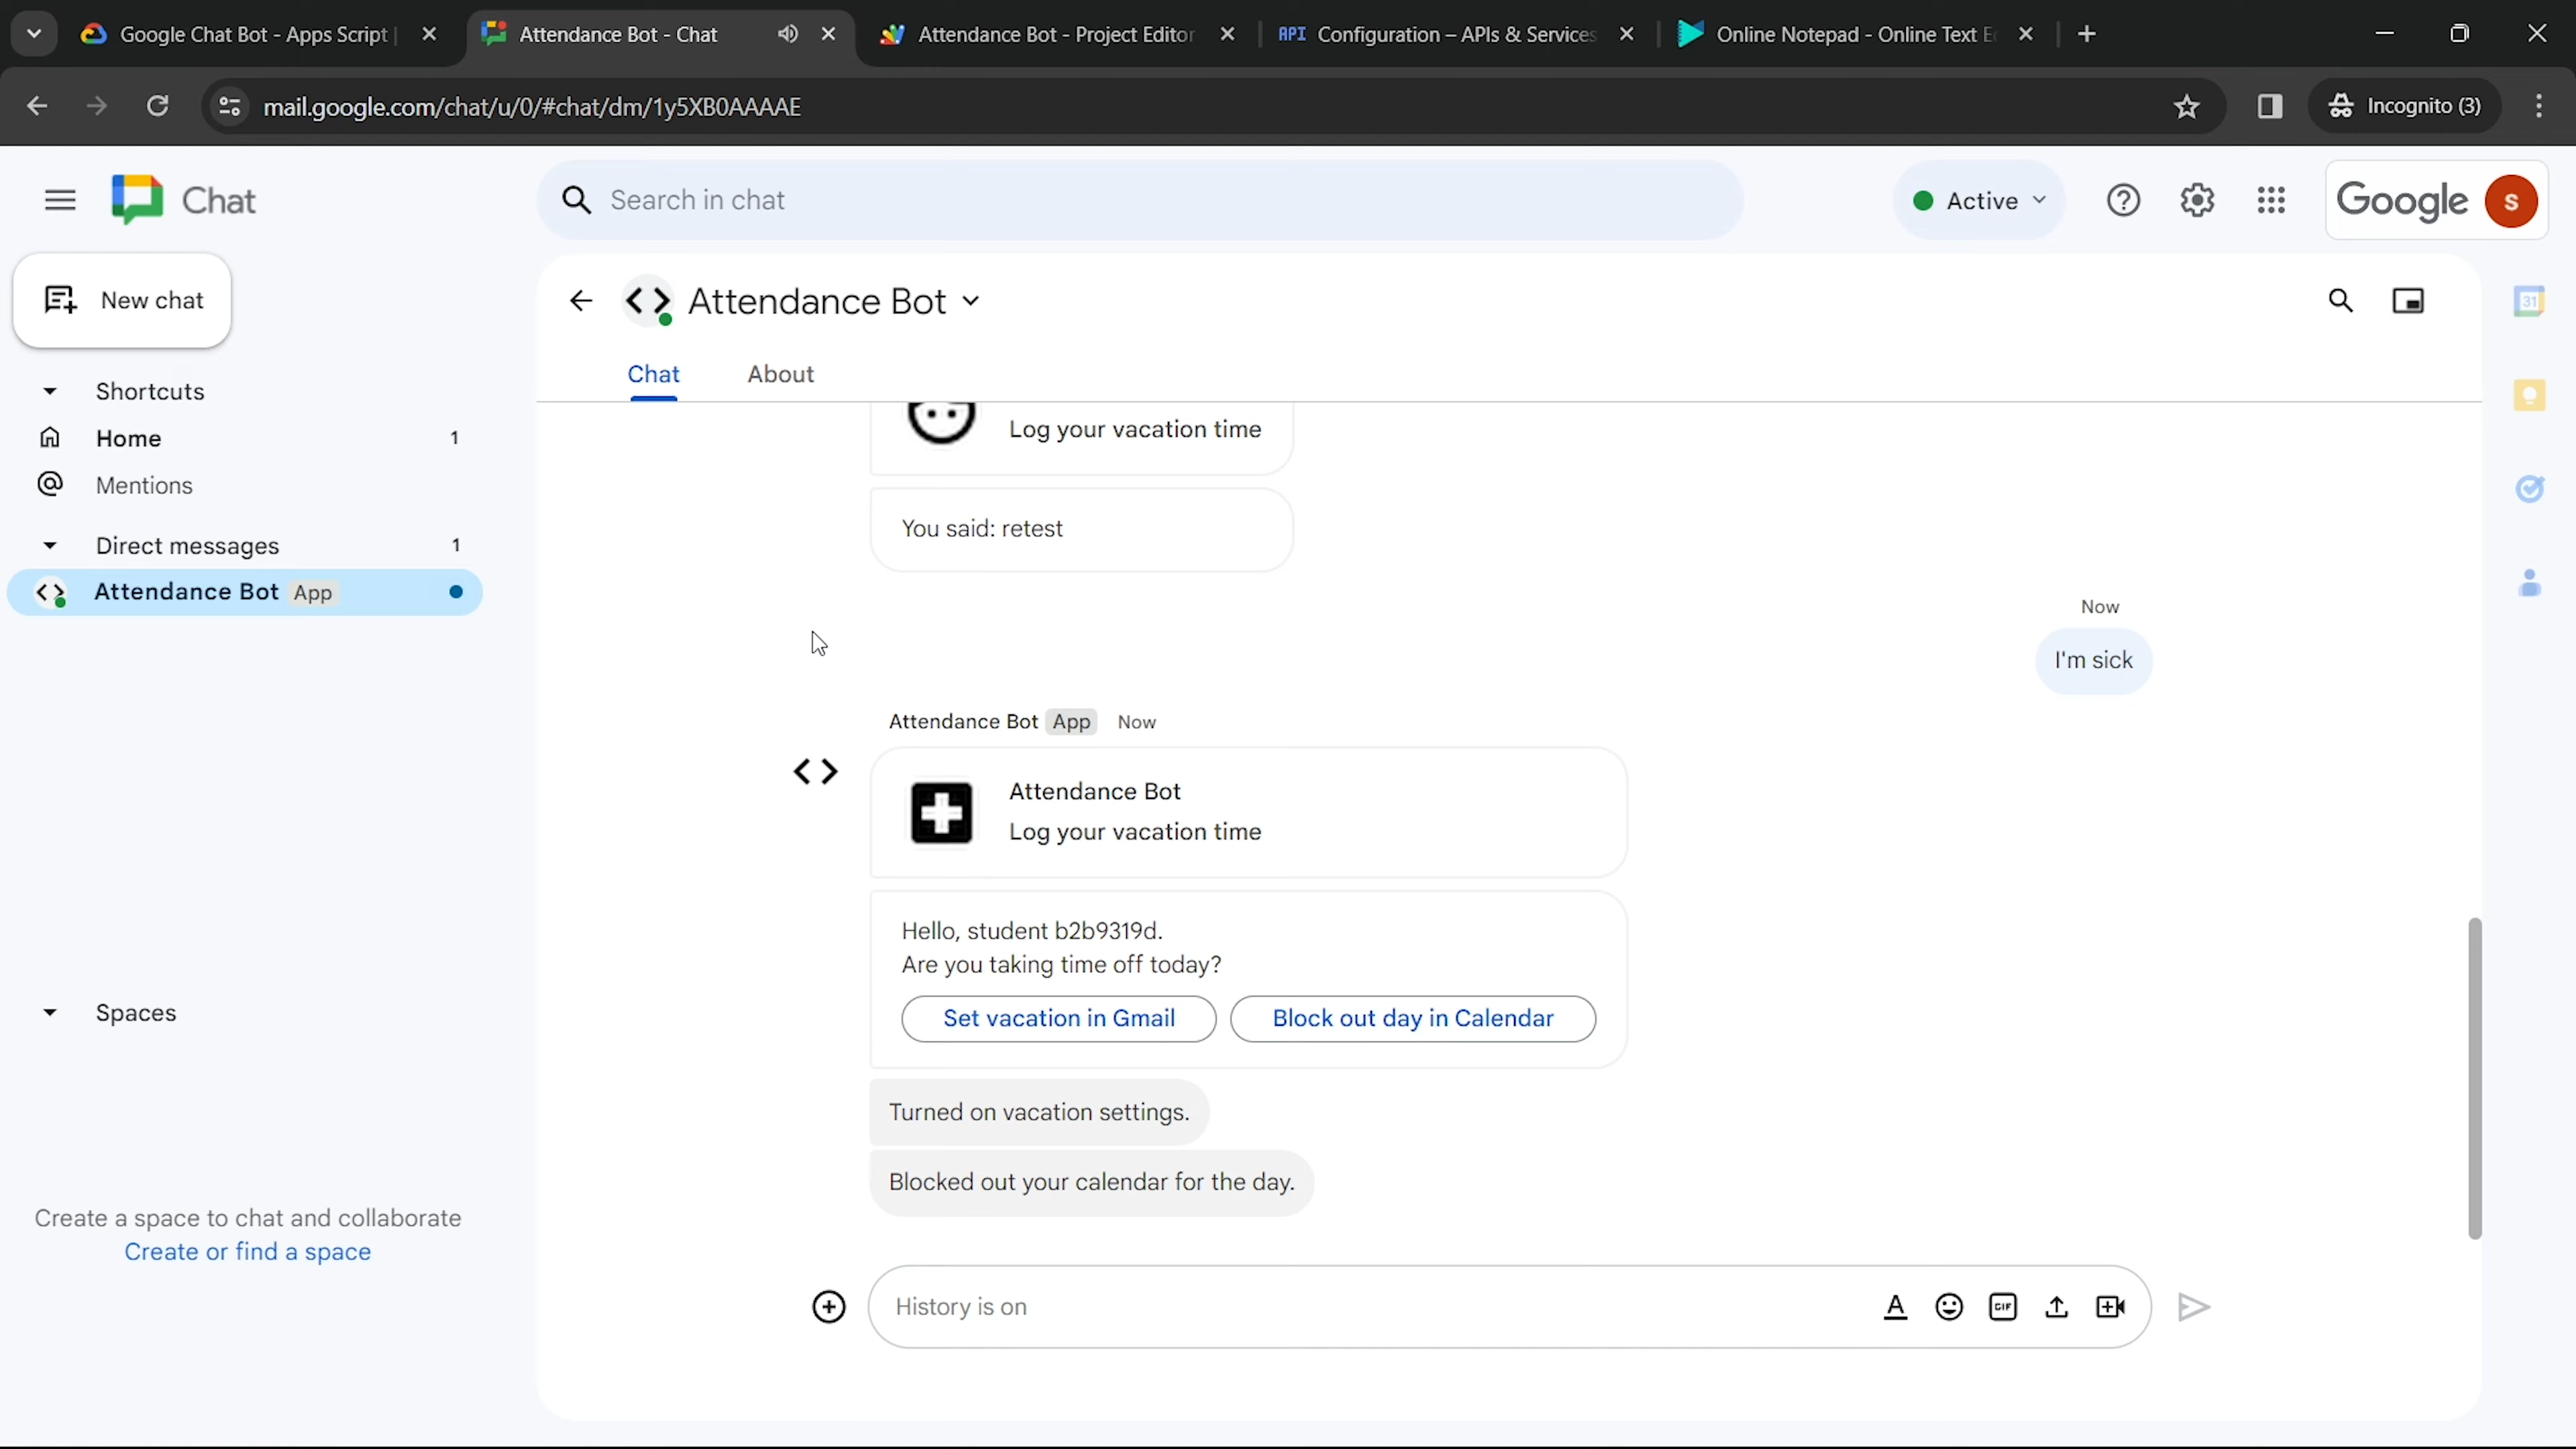 Google Chat Bot - Apps Script
Attendance Bot - Chat
Attendance Bot - Project Editor
API
Configuration – APIs & Services
Online Notepad - Online Text E
mail.google.com/chat/u/0/#chat/dm/1y5XB0AAAAE
Incognito (3)
Chat
Search in chat
Active
Google
s
New chat
Shortcuts
Home 1
Mentions
Direct messages 1
Attendance Bot App
Spaces
Create a space to chat and collaborate
Create or find a space
Attendance Bot
Chat About
31
Log your vacation time
You said: retest
Now
I'm sick
Attendance Bot App Now
Attendance Bot
Log your vacation time
Hello, student b2b9319d.
Are you taking time off today?
Set vacation in Gmail
Block out day in Calendar
Turned on vacation settings.
Blocked out your calendar for the day.
History is on
A
GIF